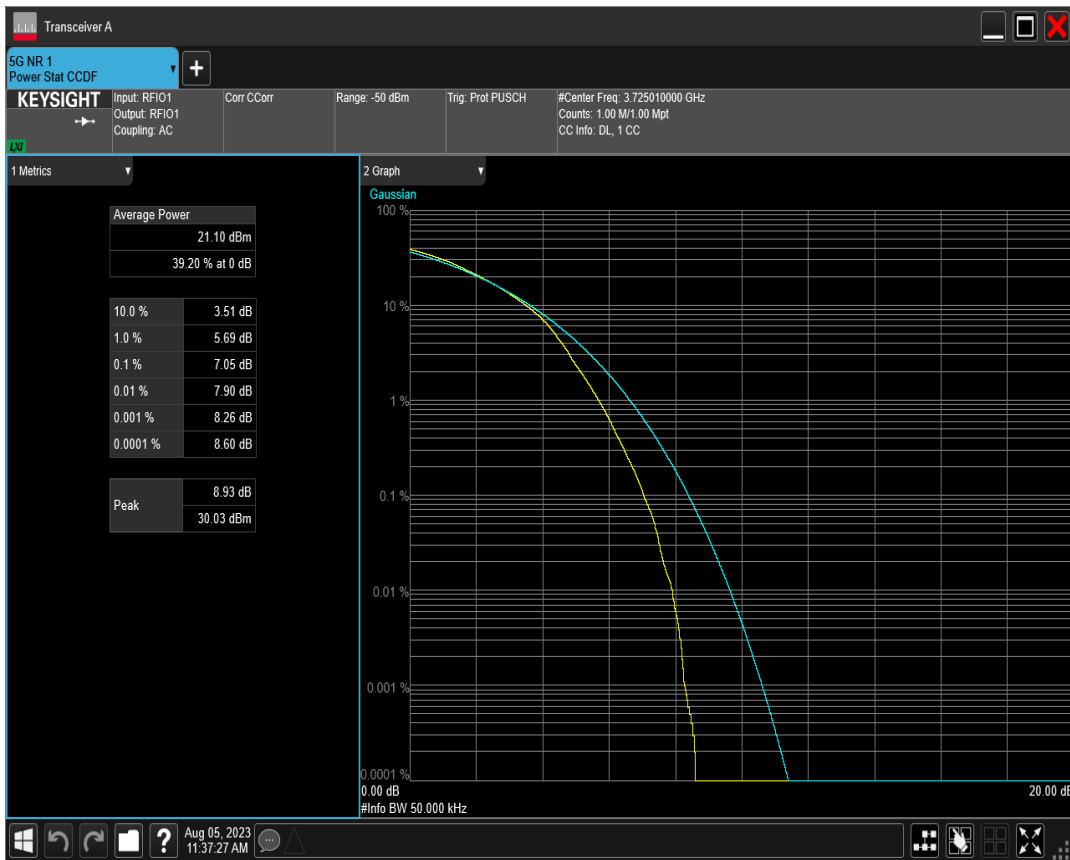 Transceiver A
5G NR 1
Power Stat CCDF
+
KEYSIGHT
LXI
Input: RFIO1
Output: RFIO1
Coupling: AC
Corr CCorr
Range: -50 dBm
Trig: Prot PUSCH
#Center Freq: 3.725010000 GHz
Counts: 1.00 M/1.00 Mpt
CC Info: DL, 1 CC
1 Metrics
Average Power
21.10 dBm
39.20 % at 0 dB
10.0 % 3.51 dB
1.0 % 5.69 dB
0.1 % 7.05 dB
0.01 % 7.90 dB
0.001 % 8.26 dB
0.0001 % 8.60 dB
Peak
8.93 dB
30.03 dBm
2 Graph
Gaussian
100 %
10 %
1 %
0.1 %
0.01 %
0.001 %
0.0001 %
0.00 dB
20.00 dB
#Info BW 50.000 kHz
?
Aug 05, 2023
11:37:27 AM